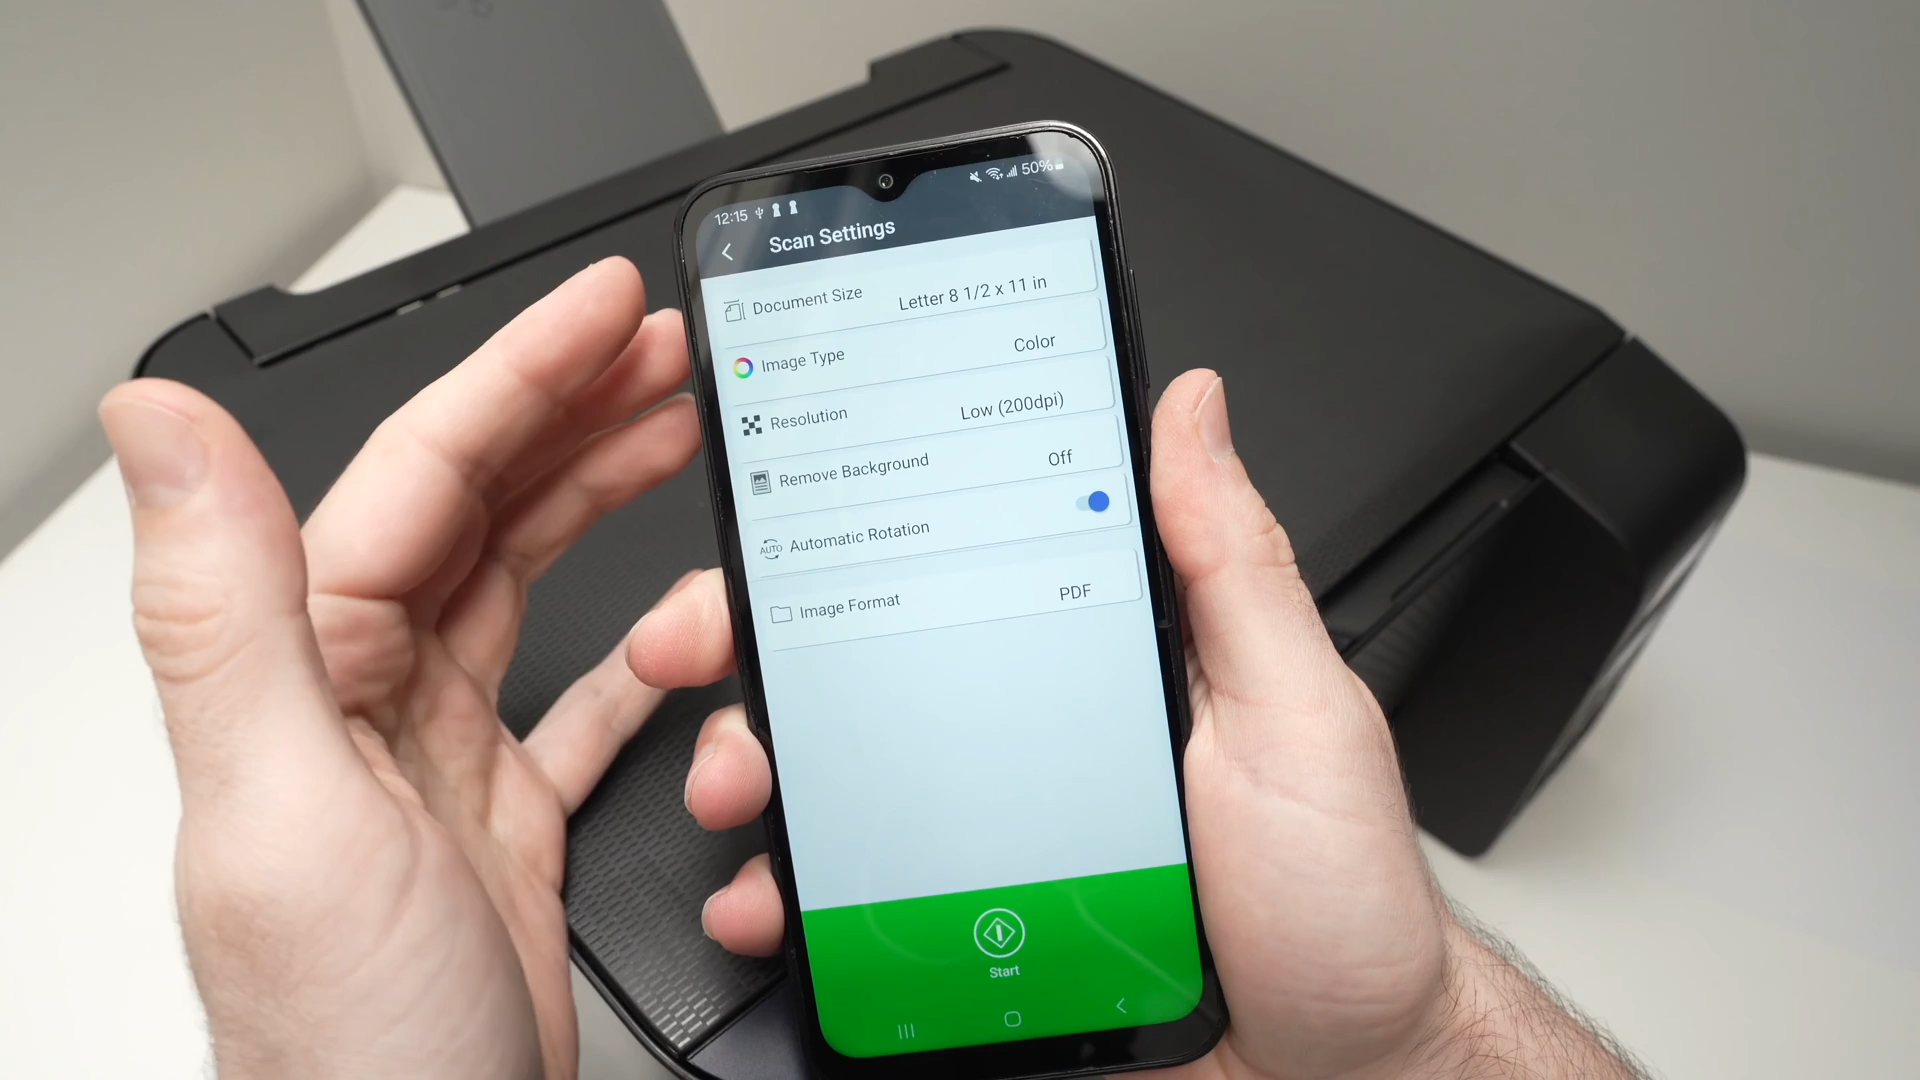 12:15 50%
Scan Settings
Document Size Letter 8 1/2 x 11 in
Image Type Color
Resolution Low (200dpi)
Remove Background Off
AUTO Automatic Rotation
Image Format PDF
Start